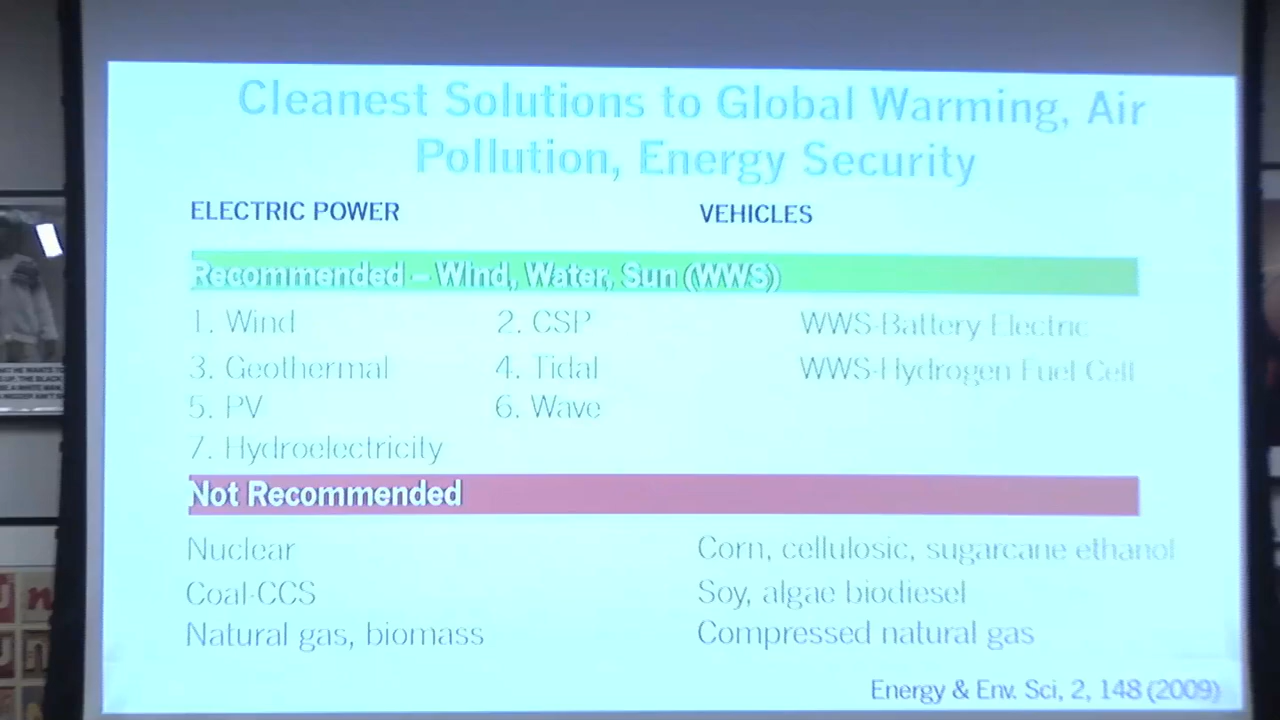 Cleanest Solutions to Global Warming, Air
Pollution, Energy Security
ELECTRIC POWER VEHICLES
Recommended – Wind, Water, Sun (WWS)
1. Wind 2. CSP WWS-Battery Electric
3. Geothermal 4. Tidal WWS-Hydrogen Fuel Cell
5. PV 6. Wave
7. Hydroelectricity
Not Recommended
Nuclear Corn, cellulosic, sugarcane ethanol
Coal-CCS Soy, algae biodiesel
Natural gas, biomass Compressed natural gas
Energy & Env. Sci, 2, 148 (2009)